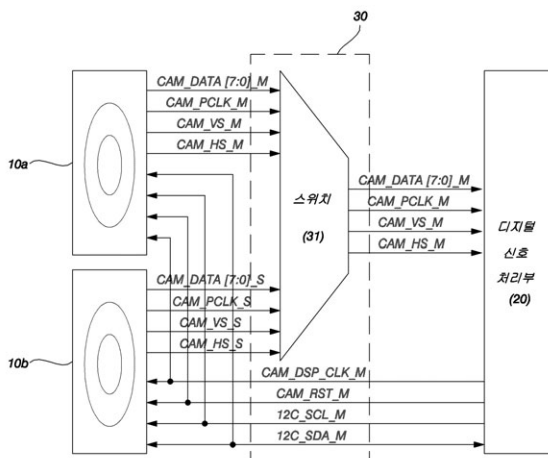 30
CAM_DATA [7:0]_M
CAM_PCLK_M
CAM_VS_M
CAM_HS_M
10a
스위치
(31)
CAM_DATA [7:0]_M
CAM_PCLK_M
CAM_VS_M
CAM_HS_M
디지털
신호
처리부
(20)
CAM_DATA [7:0]_S
CAM_PCLK_S
CAM_VS_S
CAM_HS_S
10b
CAM_DSP_CLK_M
CAM_RST_M
12C_SCL_M
12C_SDA_M